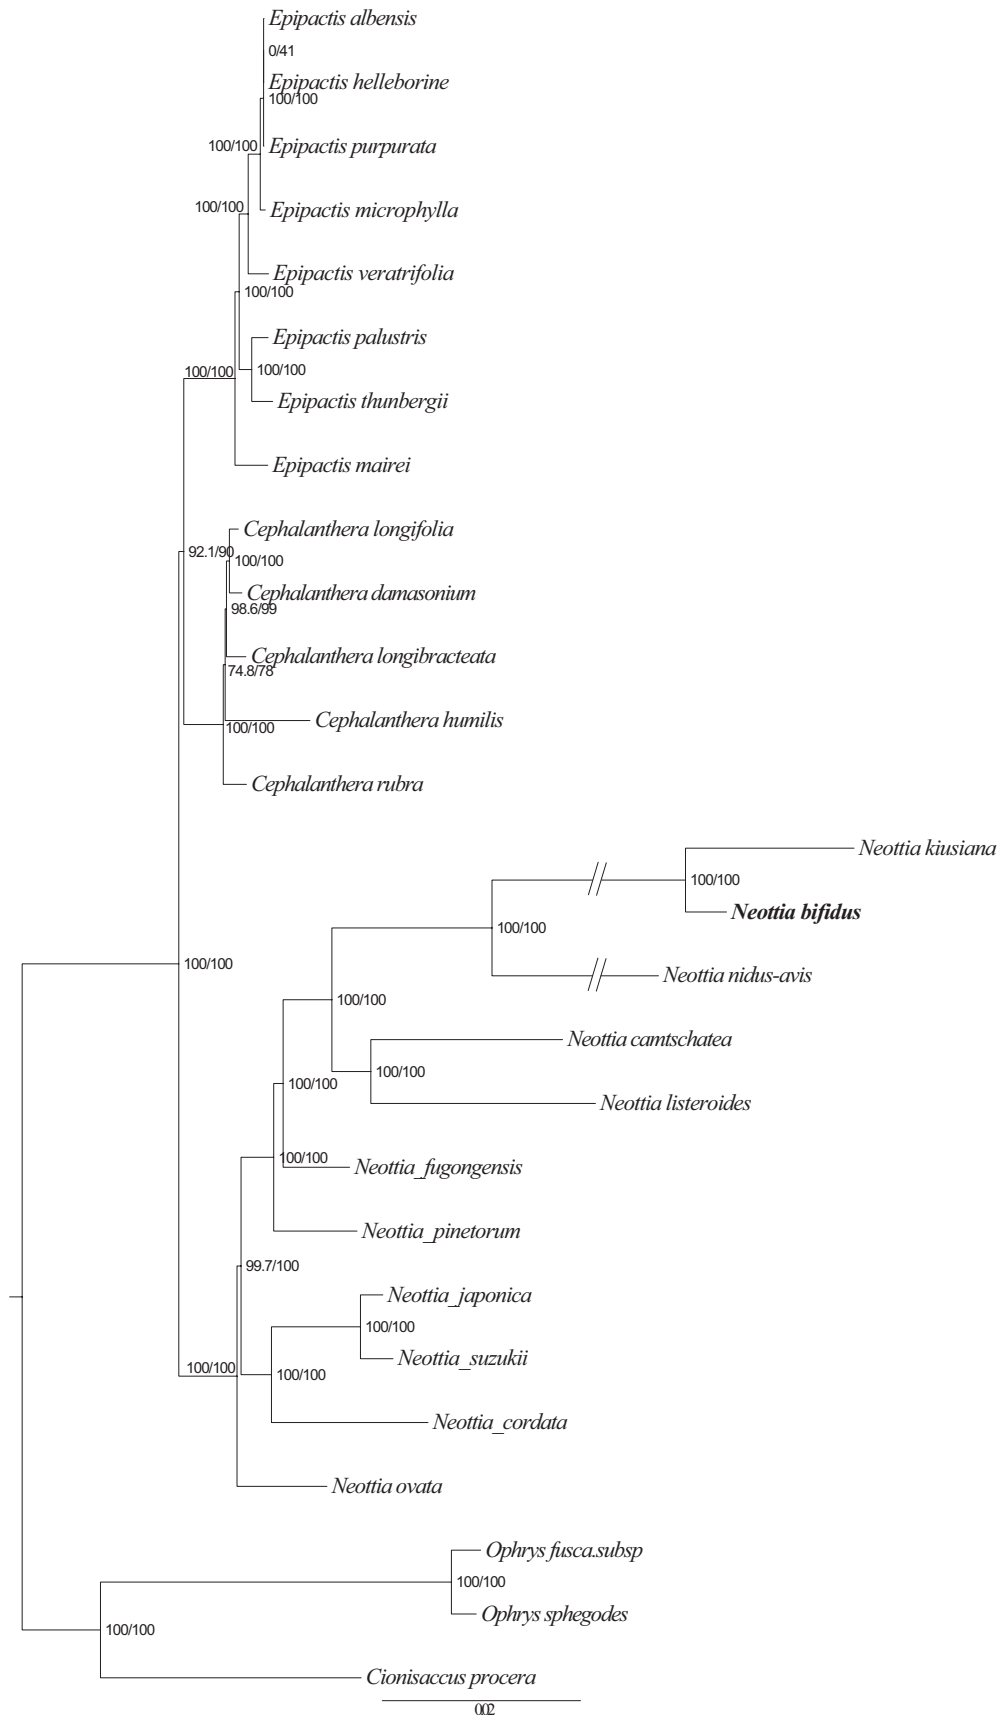 Epipactis albensis
0/41
Epipactis helleborine
100/100
100/100
Epipactis purpurata
100/100
Epipactis microphylla
Epipactis veratrifolia
100/100
Epipactis palustris
100/100
100/100
Epipactis thunbergii
Epipactis mairei
Cephalanthera longifolia
92.1/90
100/100
Cephalanthera damasonium
98.6/99
Cephalanthera longibracteata
74.8/78
Cephalanthera humilis
100/100
Cephalanthera rubra
Neottia kiusiana
100/100
Neottia bifidus
100/100
100/100
Neottia nidus-avis
100/100
Neottia camtschatea
100/100
100/100
Neottia listeroides
100/100
Neottia_fugongensis
Neottia_pinetorum
99.7/100
Neottia_japonica
100/100
Neottia_suzukii
100/100
100/100
Neottia_cordata
Neottia ovata
Ophrys fusca.subsp
100/100
Ophrys sphegodes
100/100
Cionisaccus procera
0.02